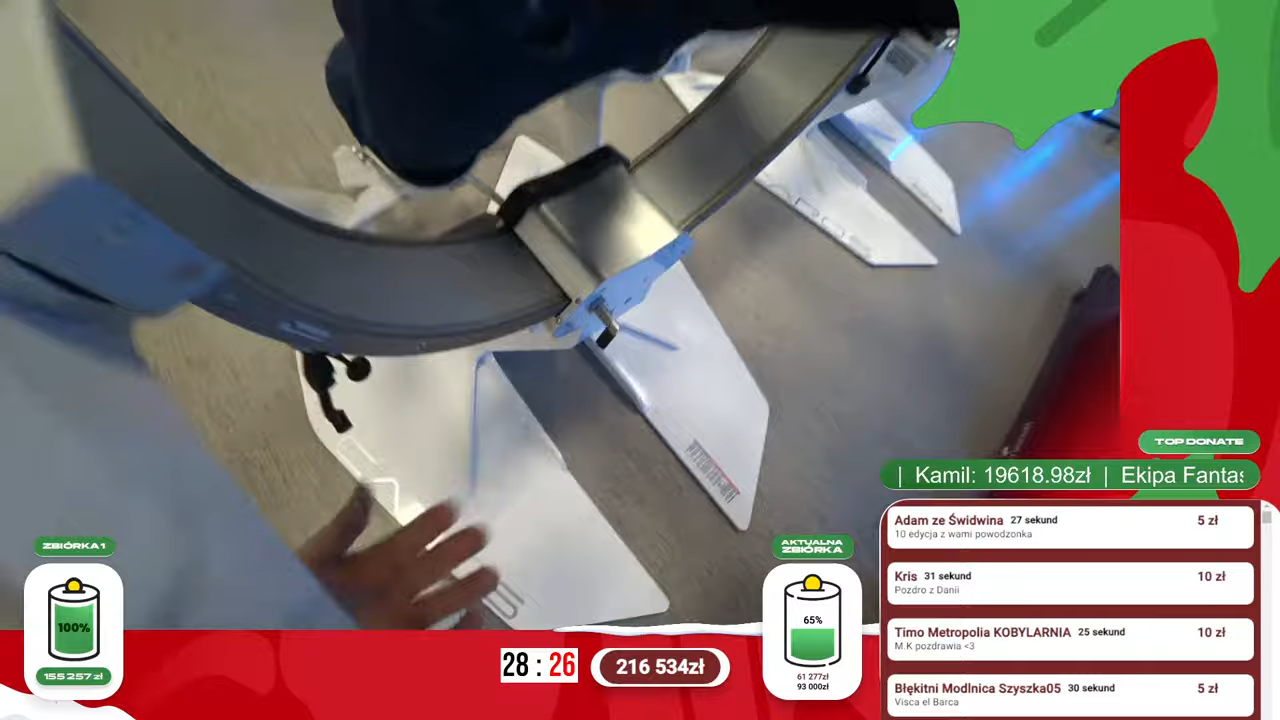 TOP DONATE
| Kamil: 19618.98zł | Ekipa Fantas
Adam ze Świdwina 27 sekund 5 zł
10 edycja z wami powodzonka
Kris 31 sekund 10 zł
Pozdro z Danii
Timo Metropolia KOBYLARNIA 25 sekund 10 zł
M.K pozdrawia <3
Błękitni Modlnica Szyszka05 30 sekund 5 zł
Visca el Barca
ZBIÓRKA 1
100%
155 257 zł
28 : 26
216 534zł
AKTUALNA
ZBIÓRKA
65%
61 277zł
93 000zł